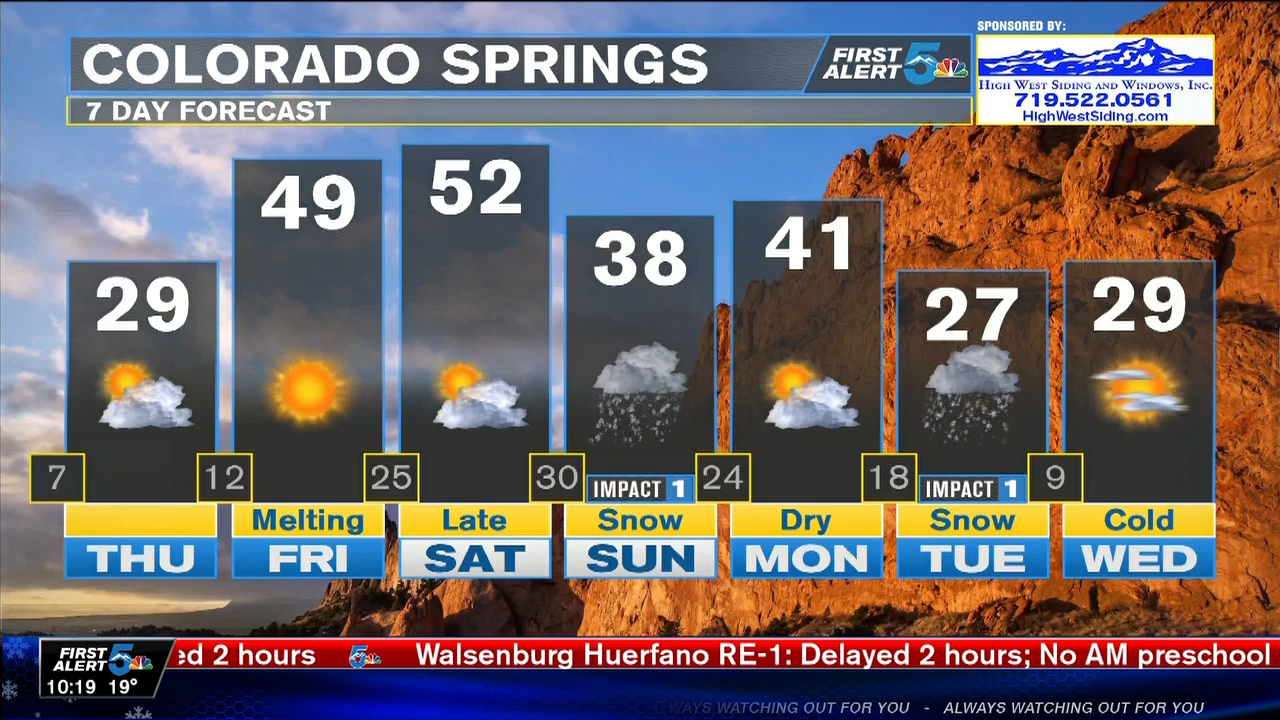 SPONSORED BY:
COLORADO SPRINGS
FIRST ALERT 5
7 DAY FORECAST
HIGH WEST SIDING AND WINDOWS, INC.
719.522.0561
HighWestSiding.com
29 49 52 38 41 27 29
7 12 25 30 24 18 9
IMPACT 1 IMPACT 1
Melting Late Snow Dry Snow Cold
THU FRI SAT SUN MON TUE WED
FIRST ALERT 5
10:19 19°
ed 2 hours 5 Walsenburg Huerfano RE-1: Delayed 2 hours; No AM preschool
WAYS WATCHING OUT FOR YOU - ALWAYS WATCHING OUT FOR YOU